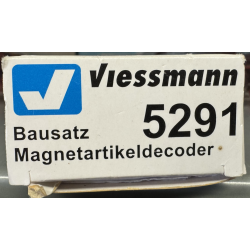 Viessmann
Bausatz 5291
Magnetartikeldecoder